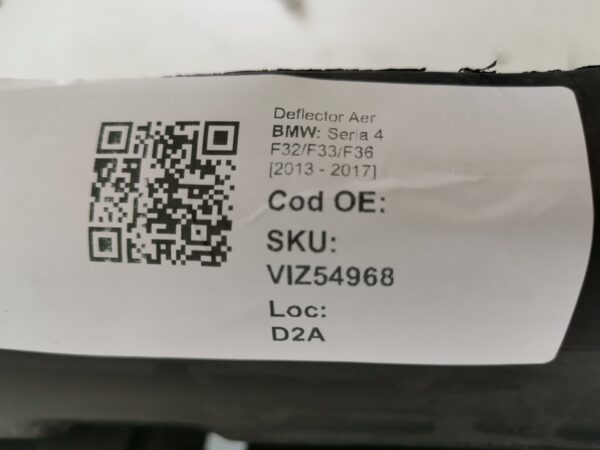 Deflector Aer
BMW: Seria 4
F32/F33/F36
[2013 - 2017]
Cod OE:
SKU:
VIZ54968
Loc:
D2A